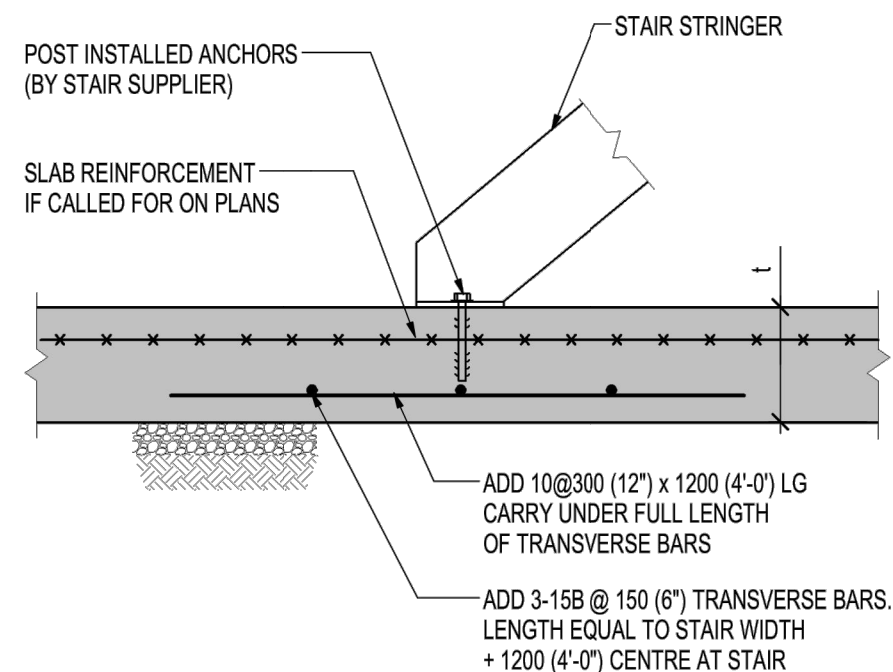 STAIR STRINGER
POST INSTALLED ANCHORS
(BY STAIR SUPPLIER)
SLAB REINFORCEMENT
IF CALLED FOR ON PLANS
t
ADD 10@300 (12") x 1200 (4'-0') LG
CARRY UNDER FULL LENGTH
OF TRANSVERSE BARS
ADD 3-15B @ 150 (6") TRANSVERSE BARS.
LENGTH EQUAL TO STAIR WIDTH
+ 1200 (4'-0") CENTRE AT STAIR